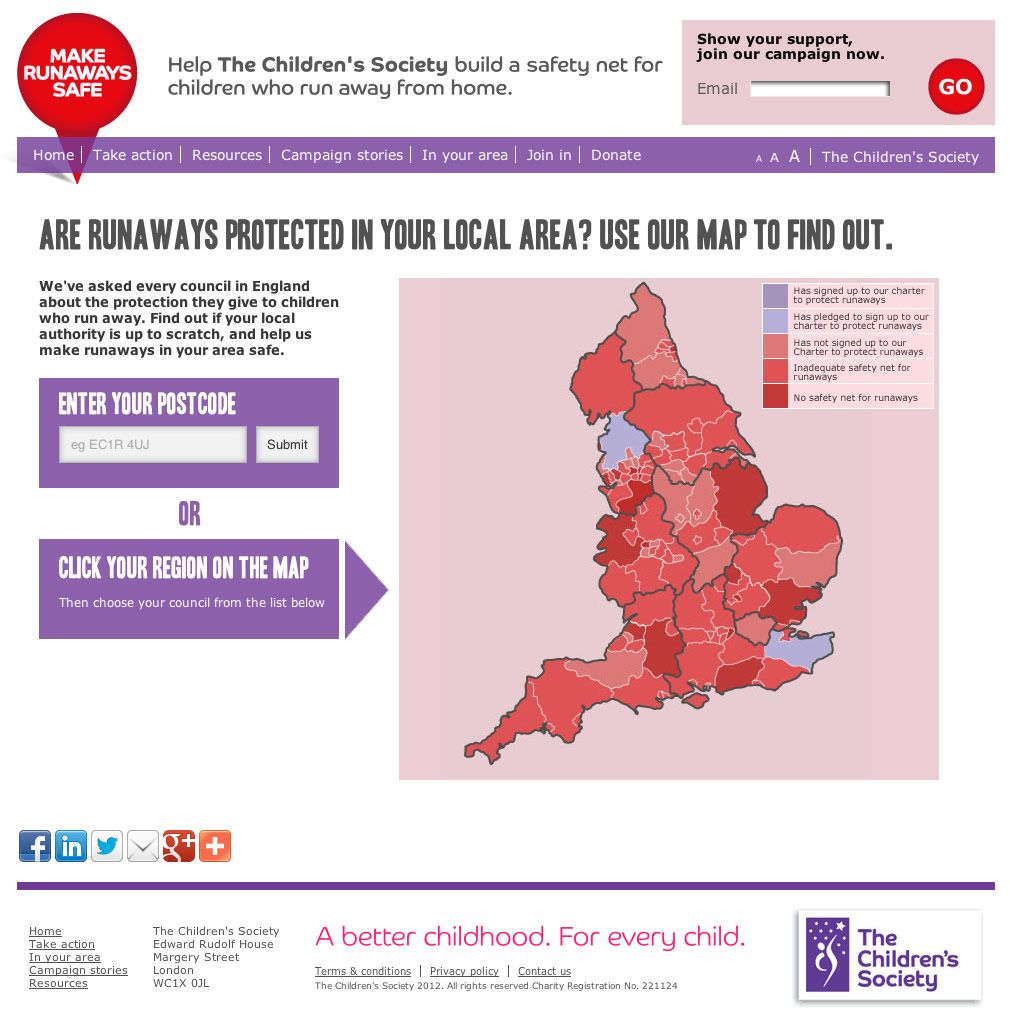 MAKE
RUNAWAYS
SAFE
Help The Children's Society build a safety net for
children who run away from home.
Show your support,
join our campaign now.
Email
GO
Home
Take action
Resources
Campaign stories
In your area
Join in
Donate
A A A
The Children's Society
ARE RUNAWAYS PROTECTED IN YOUR LOCAL AREA? USE OUR MAP TO FIND OUT.
We've asked every council in England
about the protection they give to children
who run away. Find out if your local
authority is up to scratch, and help us
make runaways in your area safe.
ENTER YOUR POSTCODE
eg EC1R 4UJ
Submit
OR
CLICK YOUR REGION ON THE MAP
Then choose your council from the list below
Has signed up to our charter
to protect runaways
Has pledged to sign up to our
charter to protect runaways
Has not signed up to our
Charter to protect runaways
Inadequate safety net for
runaways
No safety net for runaways
Home
Take action
In your area
Campaign stories
Resources
The Children's Society
Edward Rudolf House
Margery Street
London
WC1X 0JL
A better childhood. For every child.
Terms & conditions
Privacy policy
Contact us
The Children's Society 2012. All rights reserved Charity Registration No. 221124
The
Children's
Society